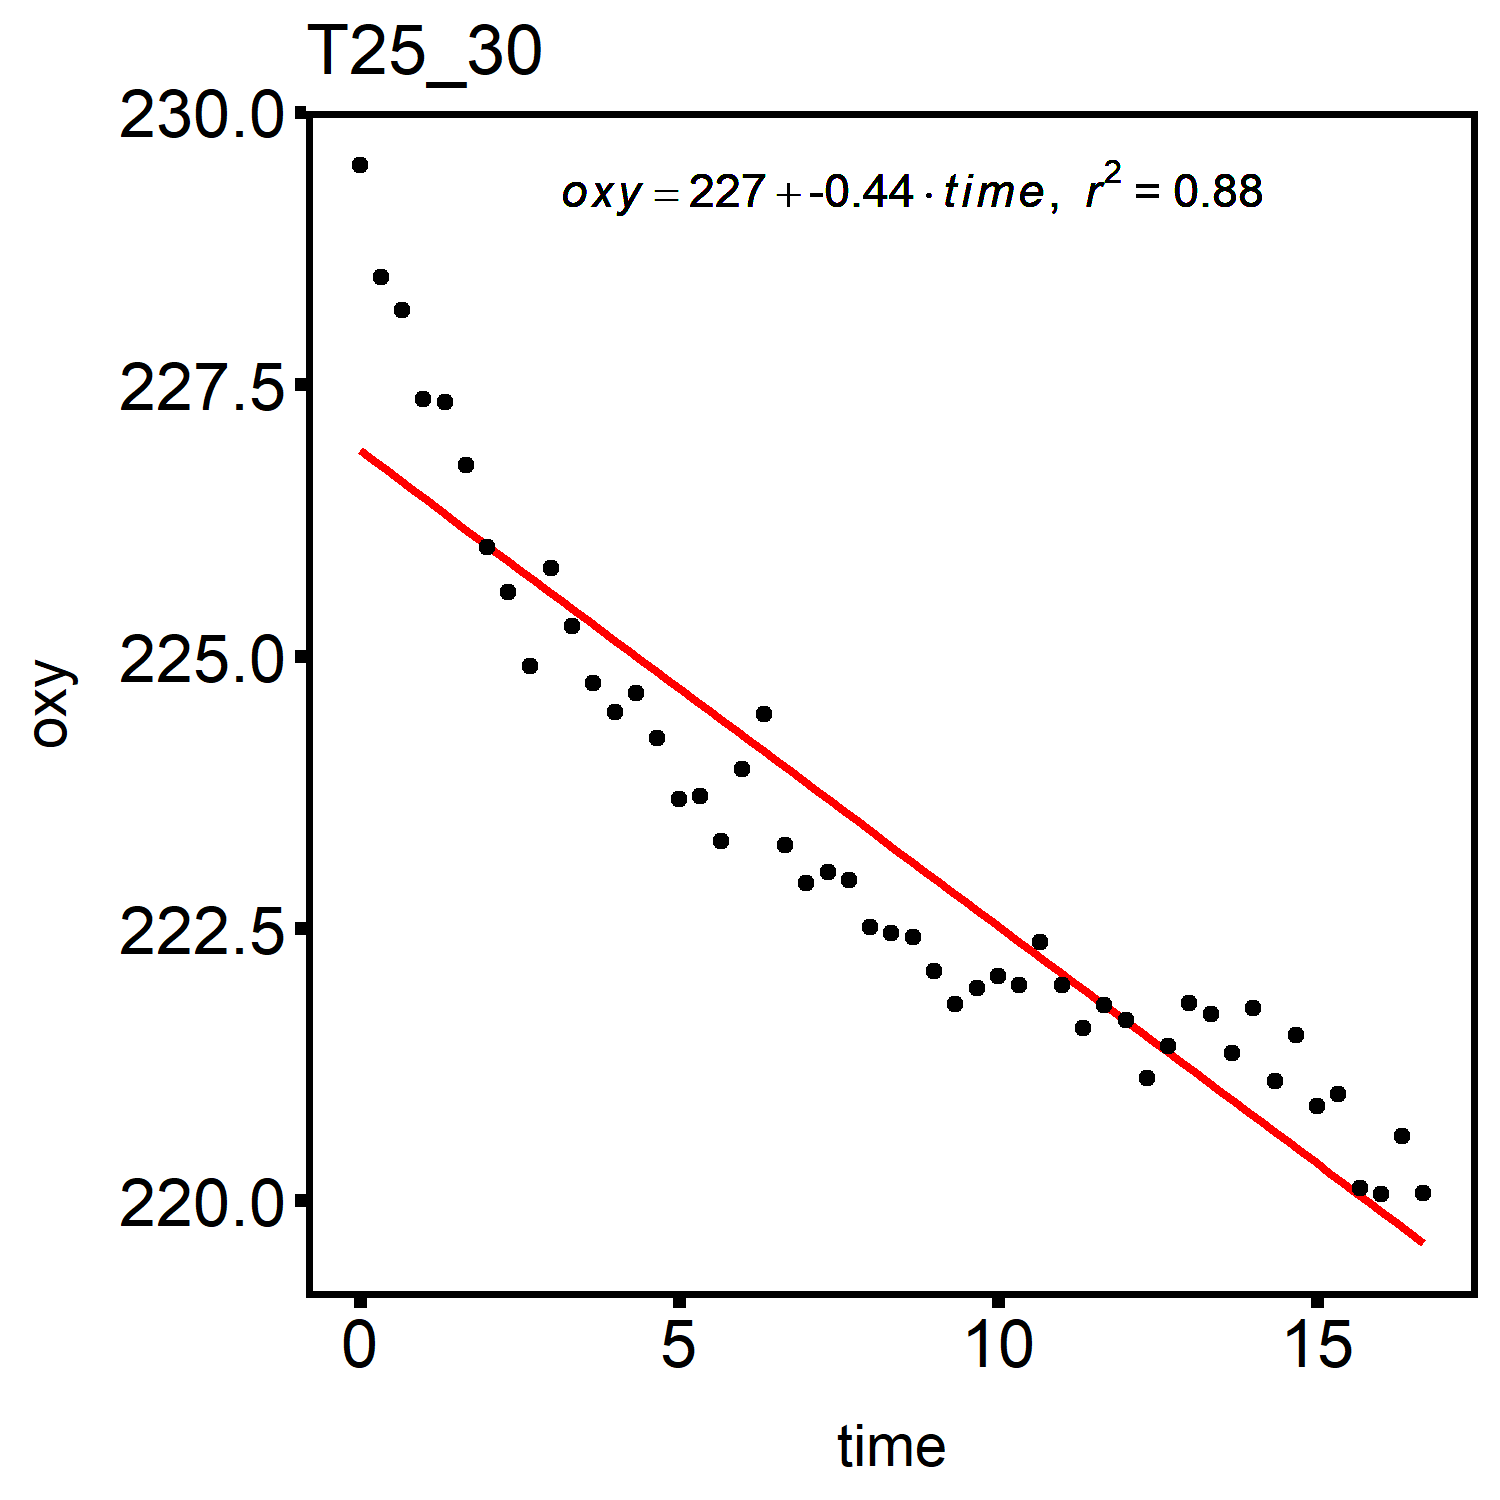 T25_30
230.0
oxy = 227 + -0.44 · time, r² = 0.88
227.5
225.0
oxy
222.5
220.0
0 5 10 15
time